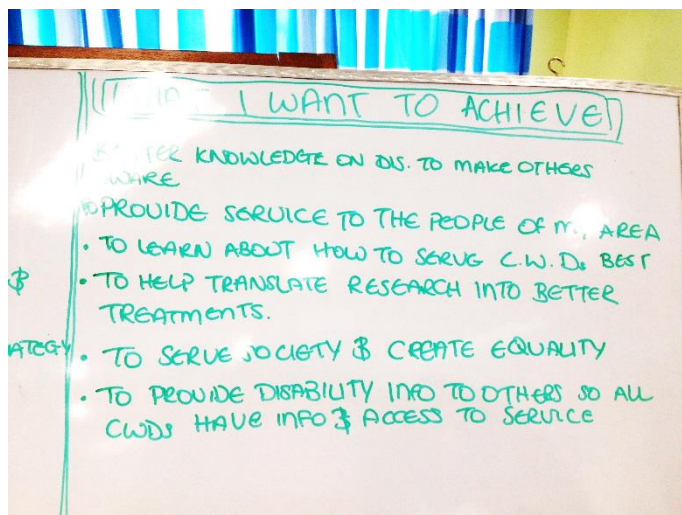 I WANT TO ACHIEVE
KNOWLEDGE ON DIS. TO MAKE OTHERS
TO PROVIDE SERVICE TO THE PEOPLE OF AREA
• TO LEARN ABOUT HOW TO SERVE C.W.Ds BEST
$
• TO HELP TRANSLATE RESEARCH INTO BETTER
TREATMENTS.
• TO SERVE SOCIETY & CREATE EQUALITY
• TO PROVIDE DISABILITY INFO TO OTHERS SO ALL
CWDs HAVE INFO & ACCESS TO SERVICE